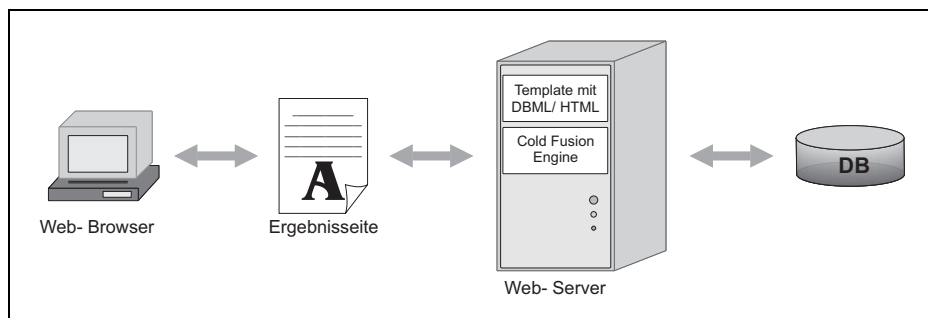 Template mit
DBML/ HTML
Cold Fusion
Engine
DB
A
Web- Browser
Ergebnisseite
Web- Server